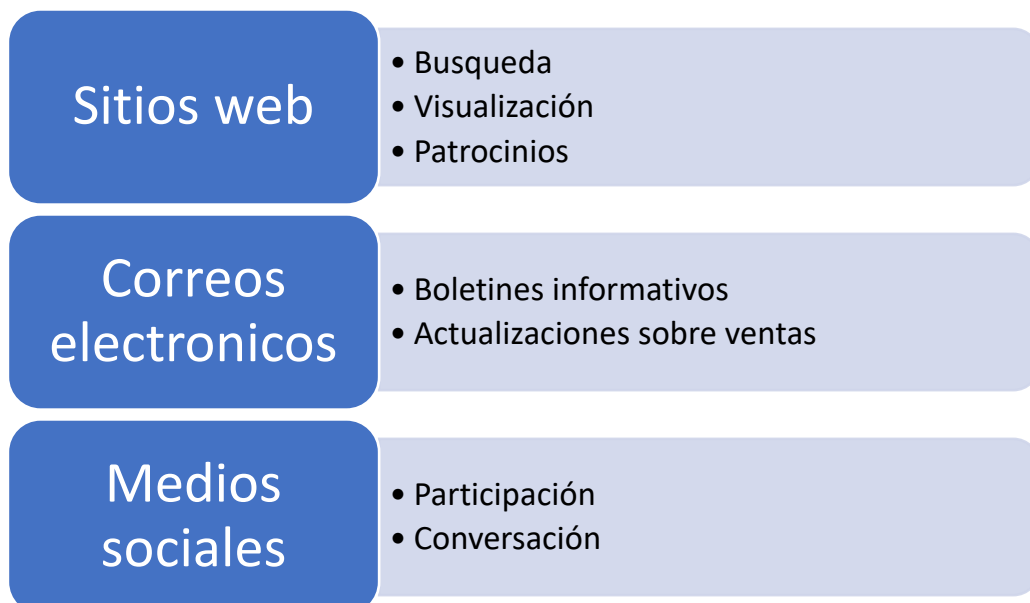 Sitios web
• Busqueda
• Visualización
• Patrocinios
Correos
electronicos
• Boletines informativos
• Actualizaciones sobre ventas
Medios
sociales
• Participación
• Conversación